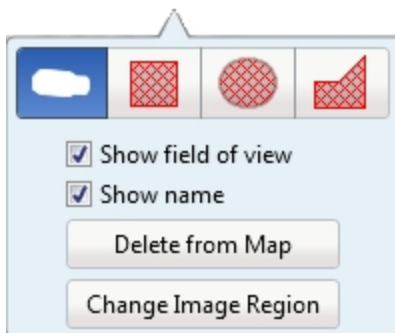 Show field of view
Show name
Delete from Map
Change Image Region